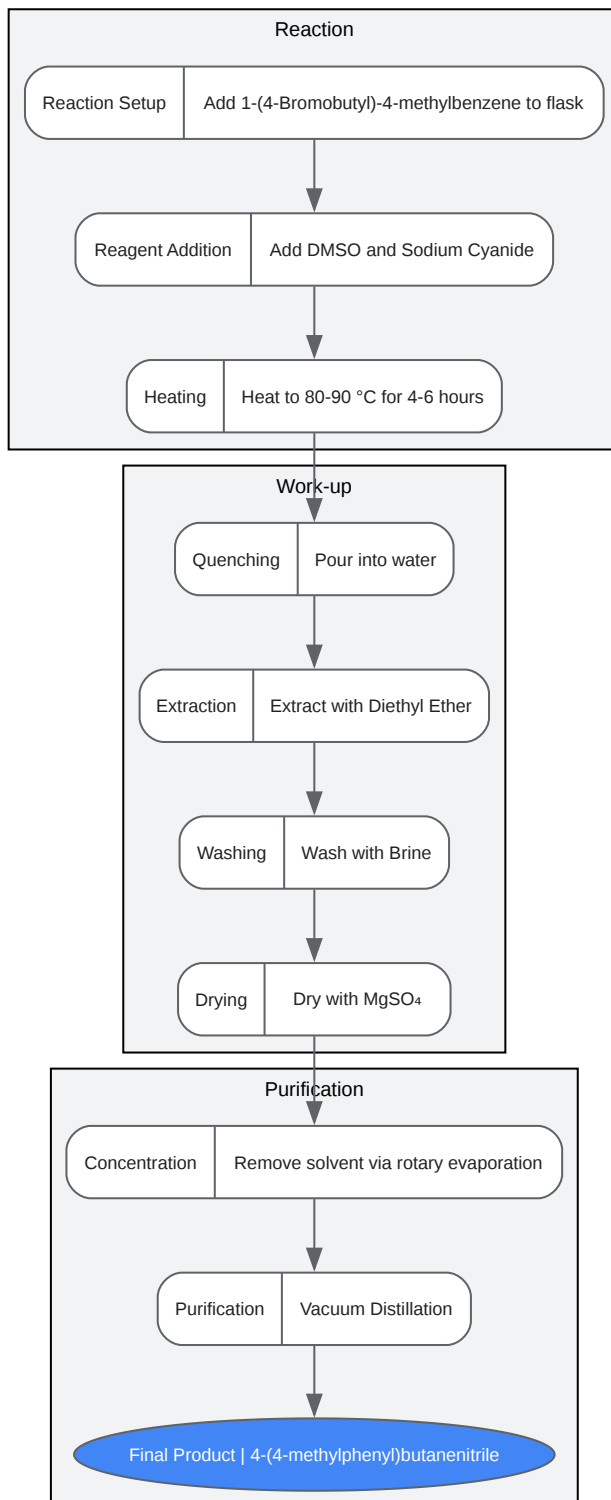 Reaction
Reaction Setup Add 1-(4-Bromobutyl)-4-methylbenzene to flask
Reagent Addition Add DMSO and Sodium Cyanide
Heating Heat to 80-90 °C for 4-6 hours
Work-up
Quenching Pour into water
Extraction Extract with Diethyl Ether
Washing Wash with Brine
Drying Dry with MgSO₄
Purification
Concentration Remove solvent via rotary evaporation
Purification Vacuum Distillation
Final Product | 4-(4-methylphenyl)butanenitrile